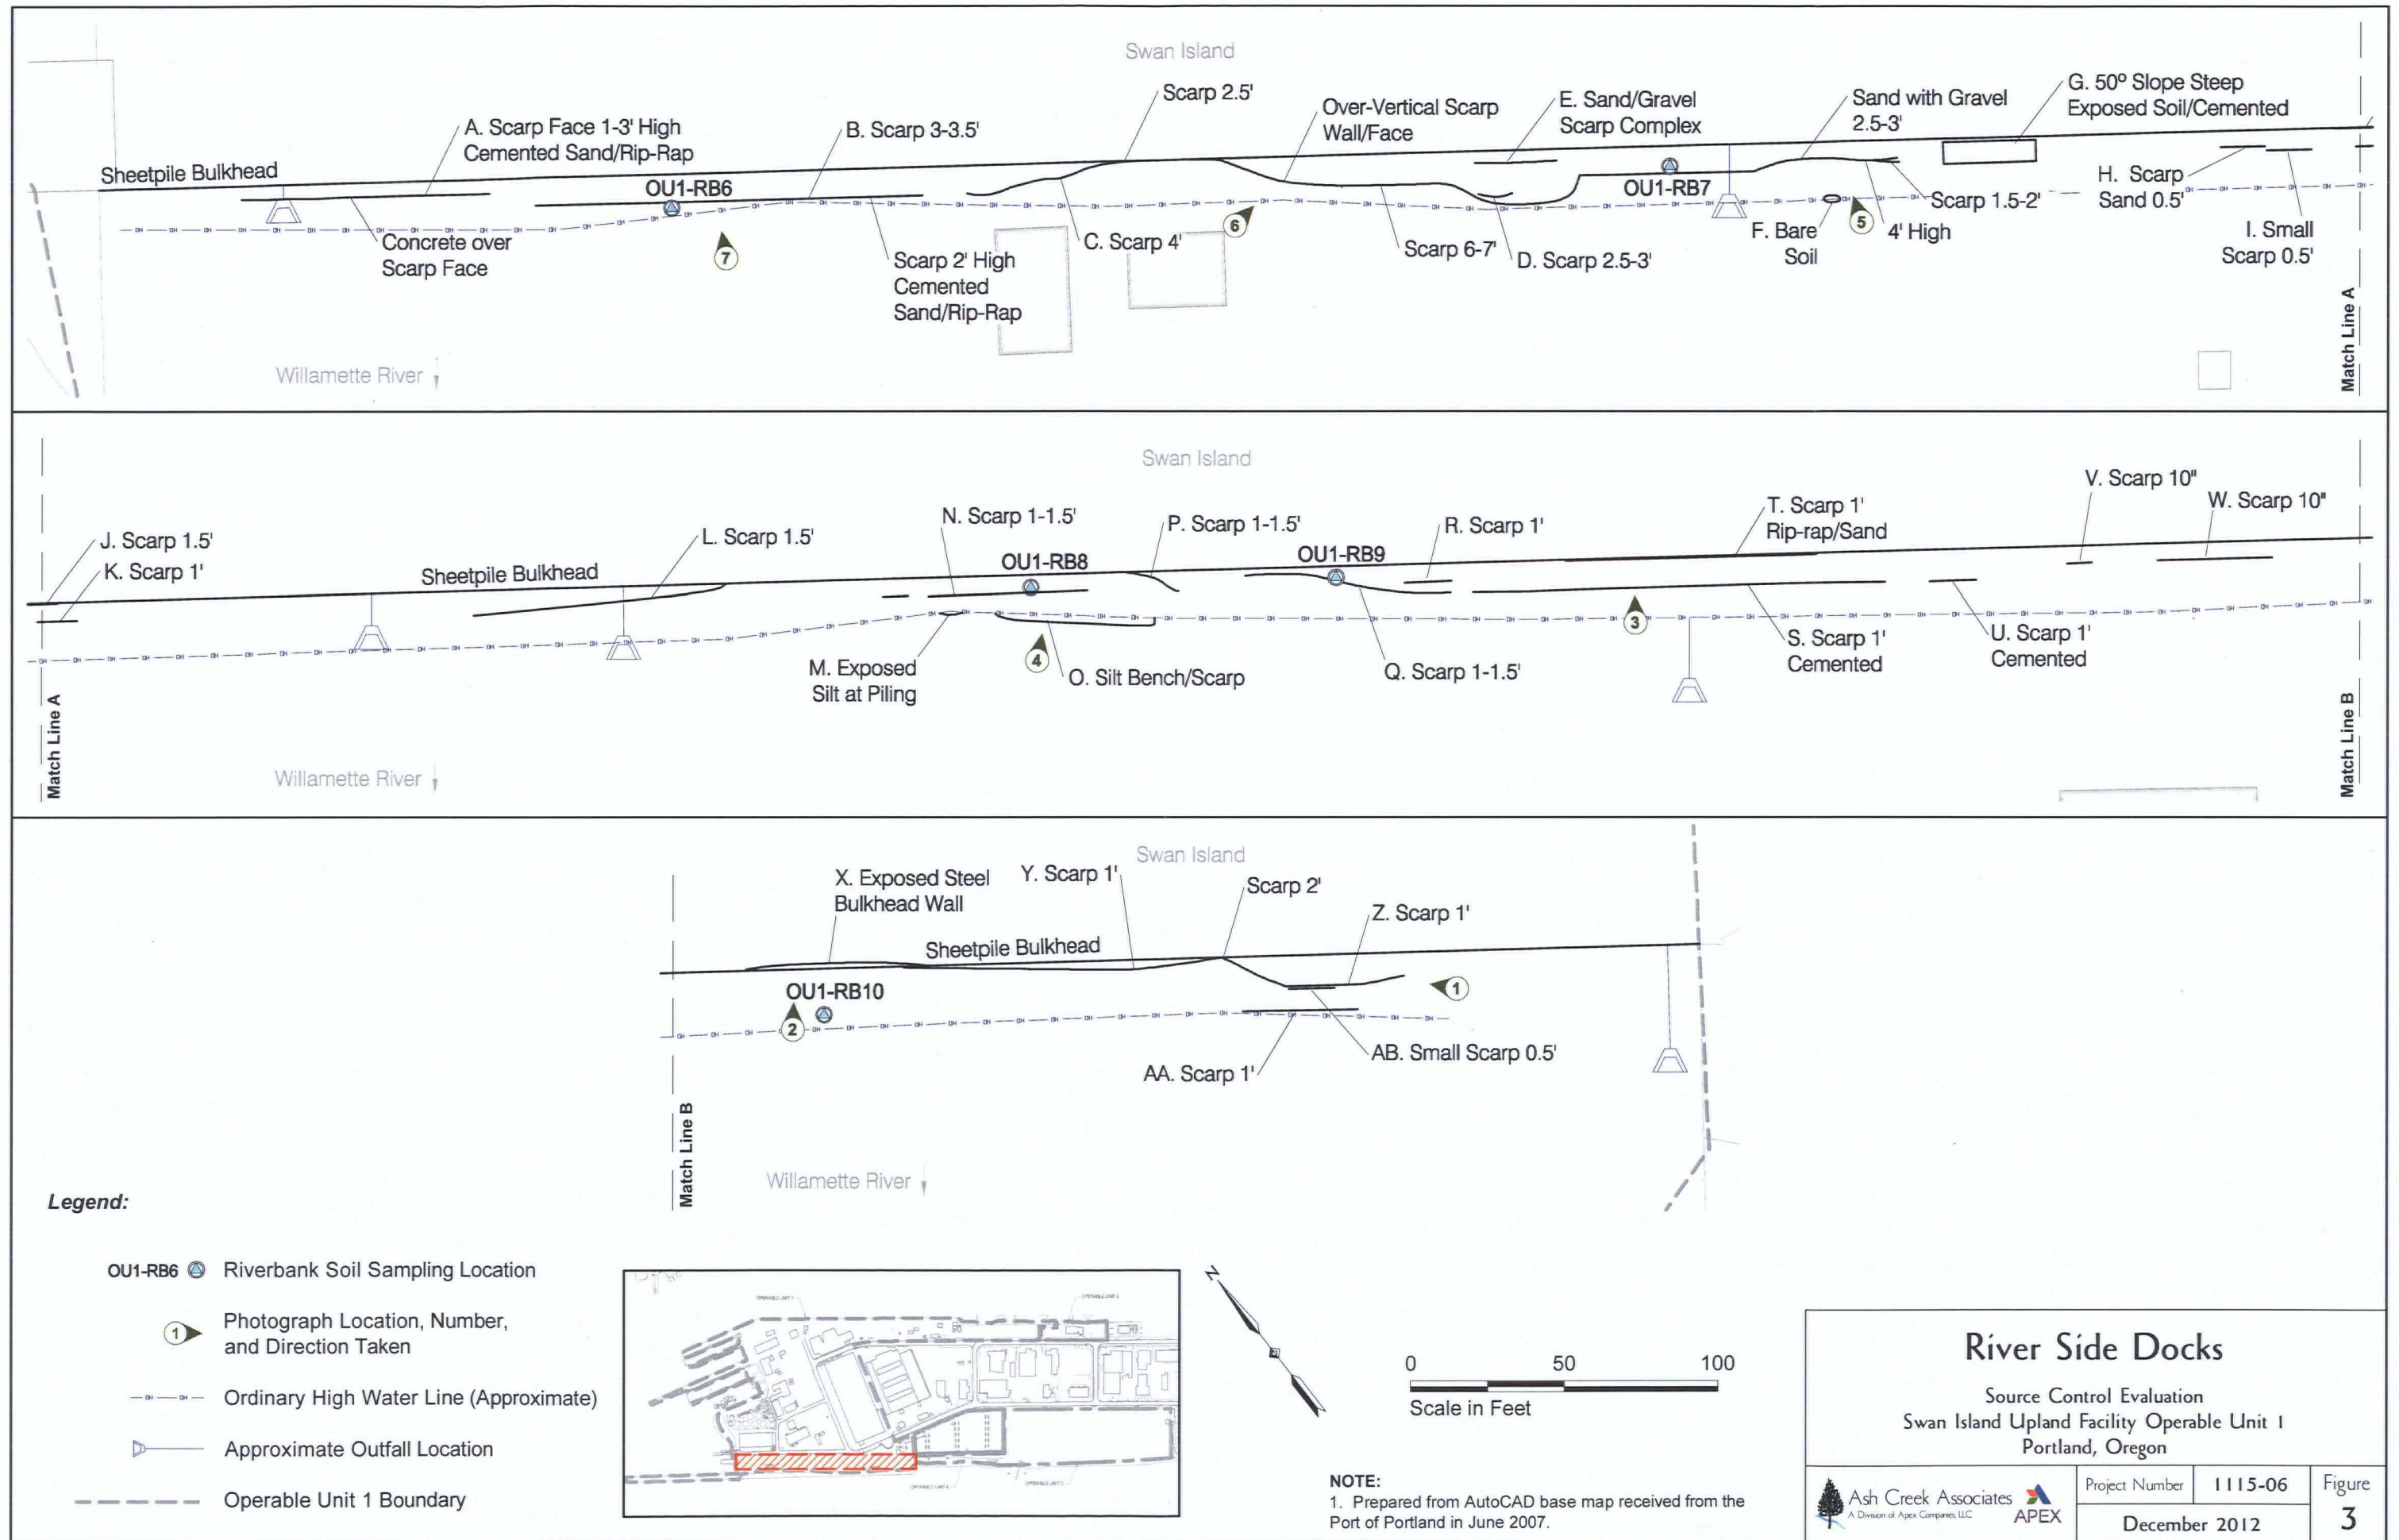 Swan Island
Scarp 2.5'
A. Scarp Face 1-3' High
Cemented Sand/Rip-Rap
B. Scarp 3-3.5'
Over-Vertical Scarp
Wall/Face
E. Sand/Gravel
Scarp Complex
Sand with Gravel
2.5-3'
G. 50º Slope Steep
Exposed Soil/Cemented
Sheetpile Bulkhead
OU1-RB6
OU1-RB7
H. Scarp
Sand 0.5'
Scarp 1.5-2'
Concrete over
Scarp Face
7
Scarp 2' High
Cemented
Sand/Rip-Rap
C. Scarp 4'
6
Scarp 6-7'
D. Scarp 2.5-3'
F. Bare
Soil
5
4' High
I. Small
Scarp 0.5'
Willamette River
Match Line A
Swan Island
J. Scarp 1.5'
K. Scarp 1'
Sheetpile Bulkhead
L. Scarp 1.5'
N. Scarp 1-1.5'
OU1-RB8
P. Scarp 1-1.5'
OU1-RB9
R. Scarp 1'
T. Scarp 1'
Rip-rap/Sand
V. Scarp 10"
W. Scarp 10"
M. Exposed
Silt at Piling
4
O. Silt Bench/Scarp
Q. Scarp 1-1.5'
3
S. Scarp 1'
Cemented
U. Scarp 1'
Cemented
Match Line A
Willamette River
Match Line B
Swan Island
X. Exposed Steel
Bulkhead Wall
Y. Scarp 1'
Scarp 2'
Z. Scarp 1'
Sheetpile Bulkhead
OU1-RB10
2
1
AA. Scarp 1'
AB. Small Scarp 0.5'
Match Line B
Willamette River
Legend:
OU1-RB6 Riverbank Soil Sampling Location
1 Photograph Location, Number,
and Direction Taken
OH OH Ordinary High Water Line (Approximate)
Approximate Outfall Location
Operable Unit 1 Boundary
OPERABLE UNIT 1
N
0 50 100
Scale in Feet
NOTE:
1. Prepared from AutoCAD base map received from the
Port of Portland in June 2007.
River Side Docks
Source Control Evaluation
Swan Island Upland Facility Operable Unit 1
Portland, Oregon
Ash Creek Associates
A Division of Apex Companies, LLC
APEX
Project Number 1115-06
December 2012
Figure
3